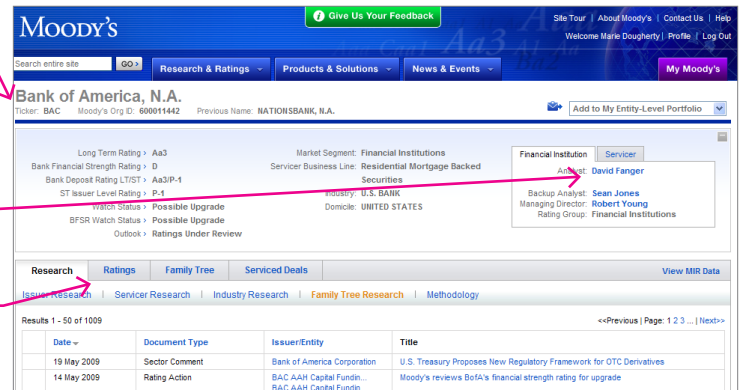 MOODY'S
Give Us Your Feedback
Site Tour | About Moody's | Contact Us | Help
Welcome Marie Dougherty | Profile | Log Out
Search entire site GO > Research & Ratings Products & Solutions News & Events My Moody's
Bank of America, N.A.
Ticker: BAC Moody's Org ID: 600011442 Previous Name: NATIONSBANK, N.A.
Add to My Entity-Level Portfolio
Long Term Rating > Aa3
Bank Financial Strength Rating > D
Bank Deposit Rating LT/ST > Aa3/P-1
ST Issuer Level Rating > P-1
Watch Status > Possible Upgrade
BFSR Watch Status > Possible Upgrade
Outlook > Ratings Under Review
Market Segment: Financial Institutions
Servicer Business Line: Residential Mortgage Backed
Securities
Industry: U.S. BANK
Domicile: UNITED STATES
Financial Institution Servicer
Analyst: David Fanger
Backup Analyst: Sean Jones
Managing Director: Robert Young
Rating Group: Financial Institutions
Research Ratings Family Tree Serviced Deals View MIR Data
Issuer Research | Servicer Research | Industry Research | Family Tree Research | Methodology
Results 1 - 50 of 1009 <<Previous | Page: 1 2 3 ... | Next>>
Date Document Type Issuer/Entity Title
19 May 2009 Sector Comment Bank of America Corporation U.S. Treasury Proposes New Regulatory Framework for OTC Derivatives
14 May 2009 Rating Action BAC AAH Capital Fundin... Moody's reviews BofA's financial strength rating for upgrade
BAC AAH Capital Fundin